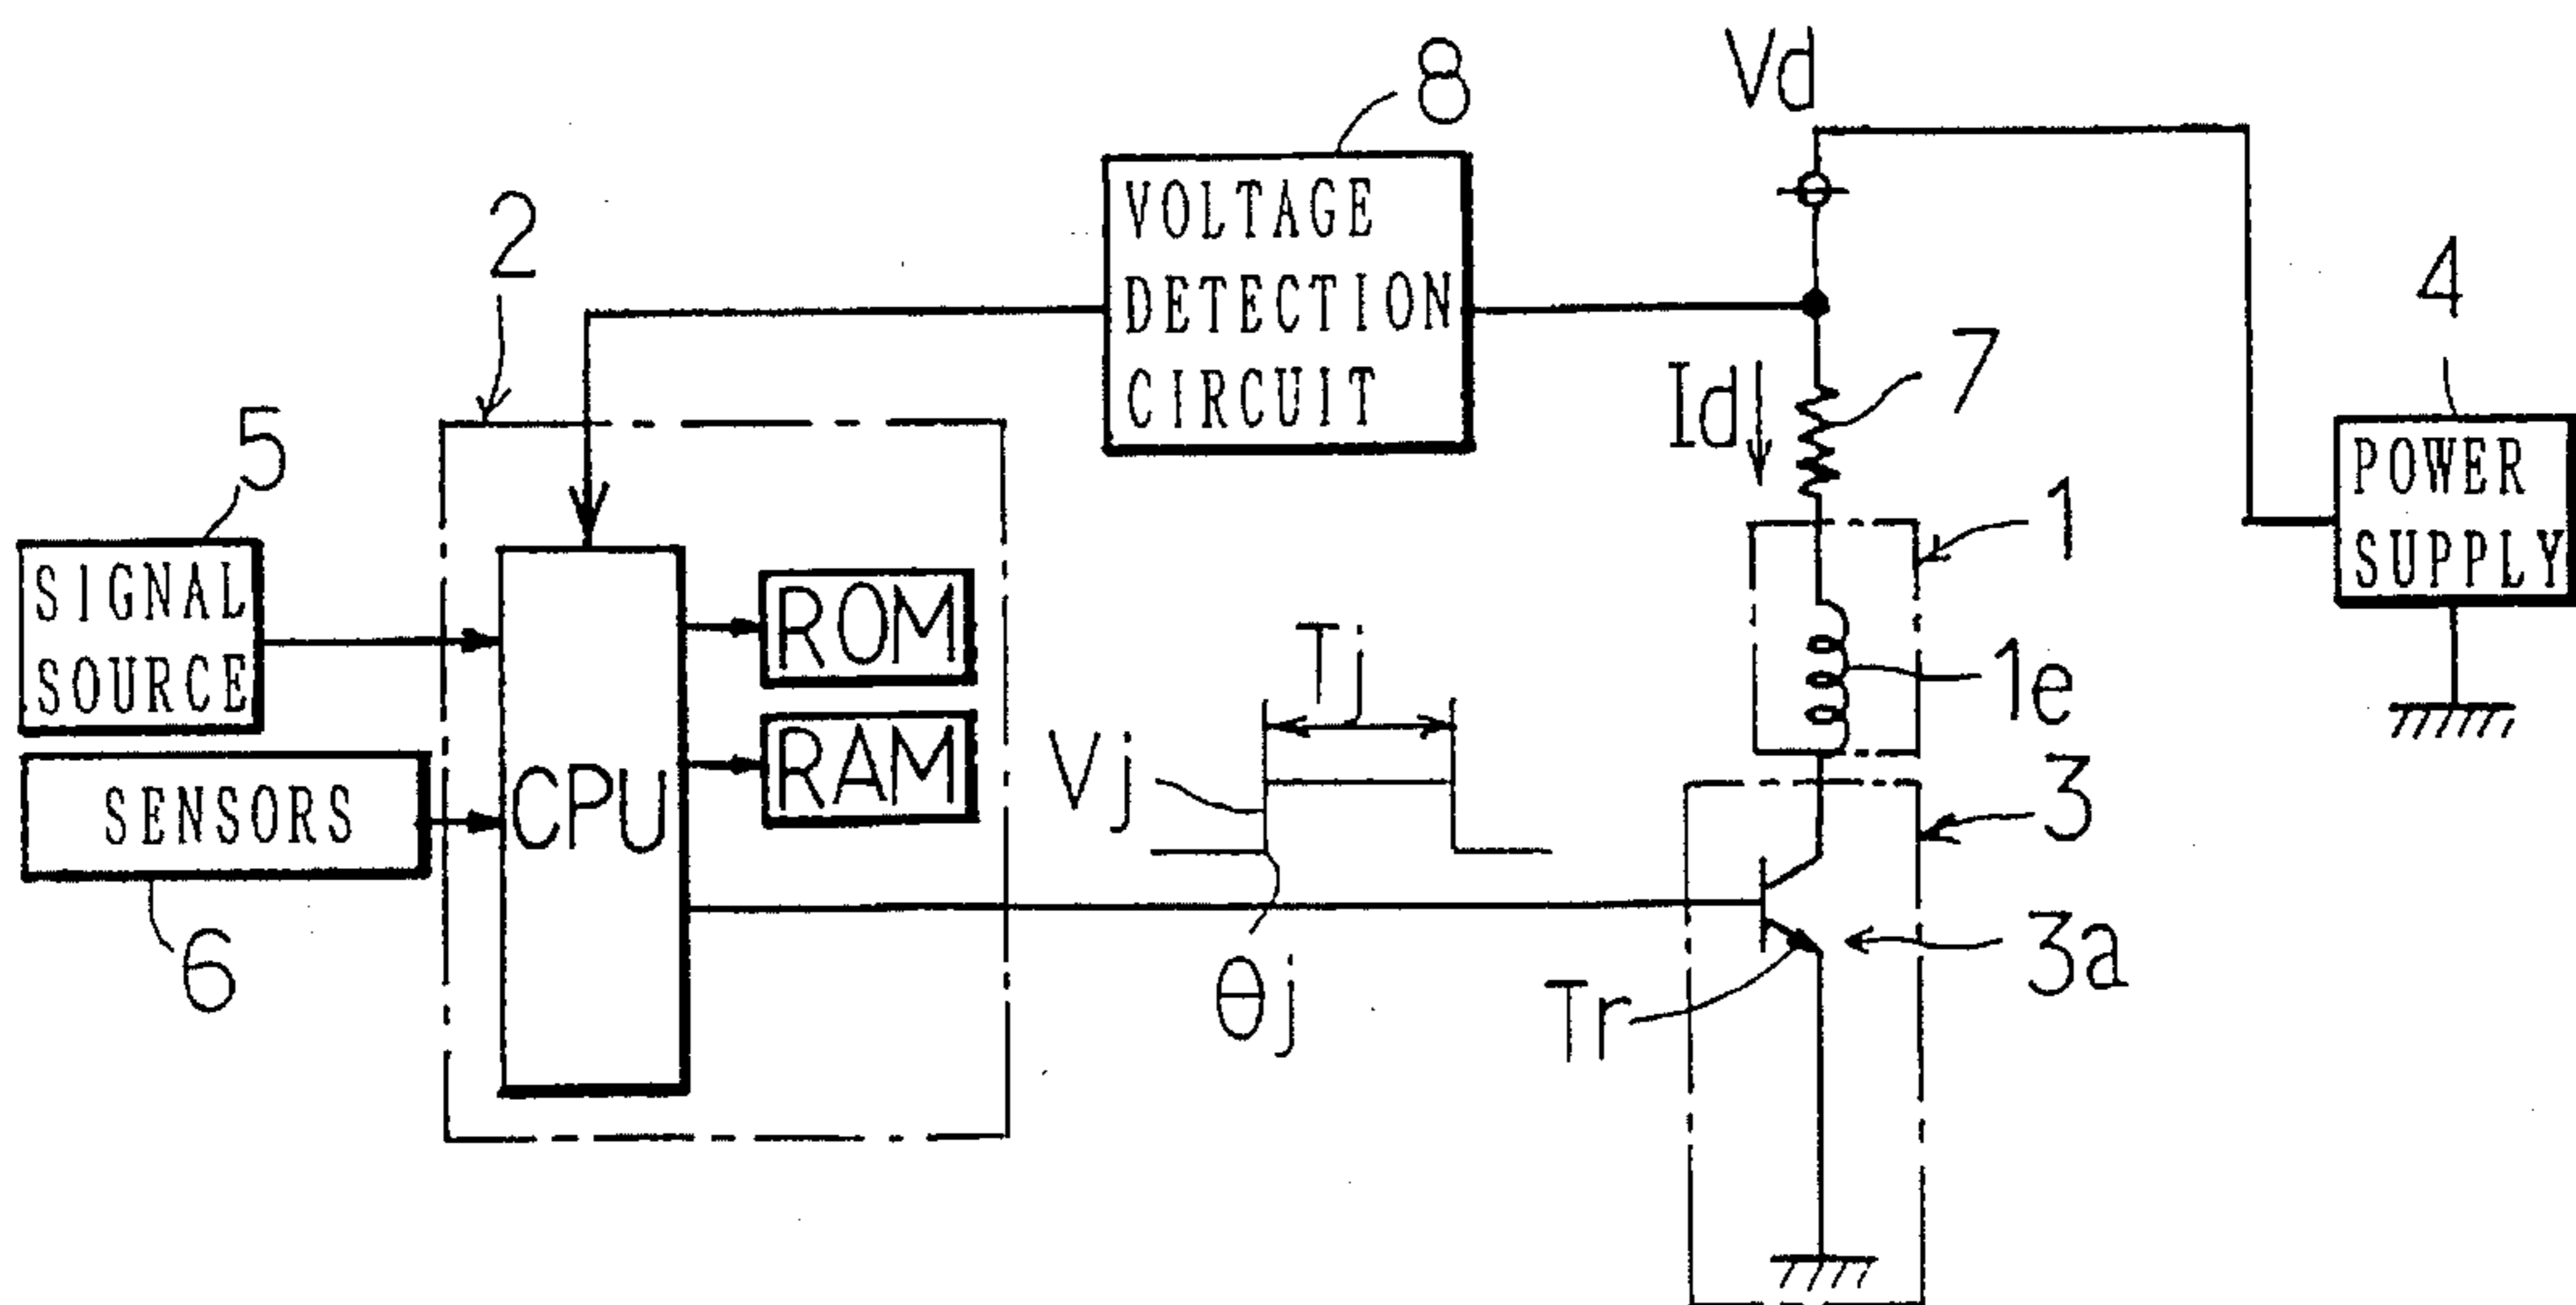 8
Vd
2
VOLTAGE
DETECTION
CIRCUIT
4
5
Id
7
POWER
SUPPLY
1
SIGNAL
SOURCE
ROM
Tj
1e
SENSORS
CPU
RAM
Vj
3
6
θj
Tr
3a